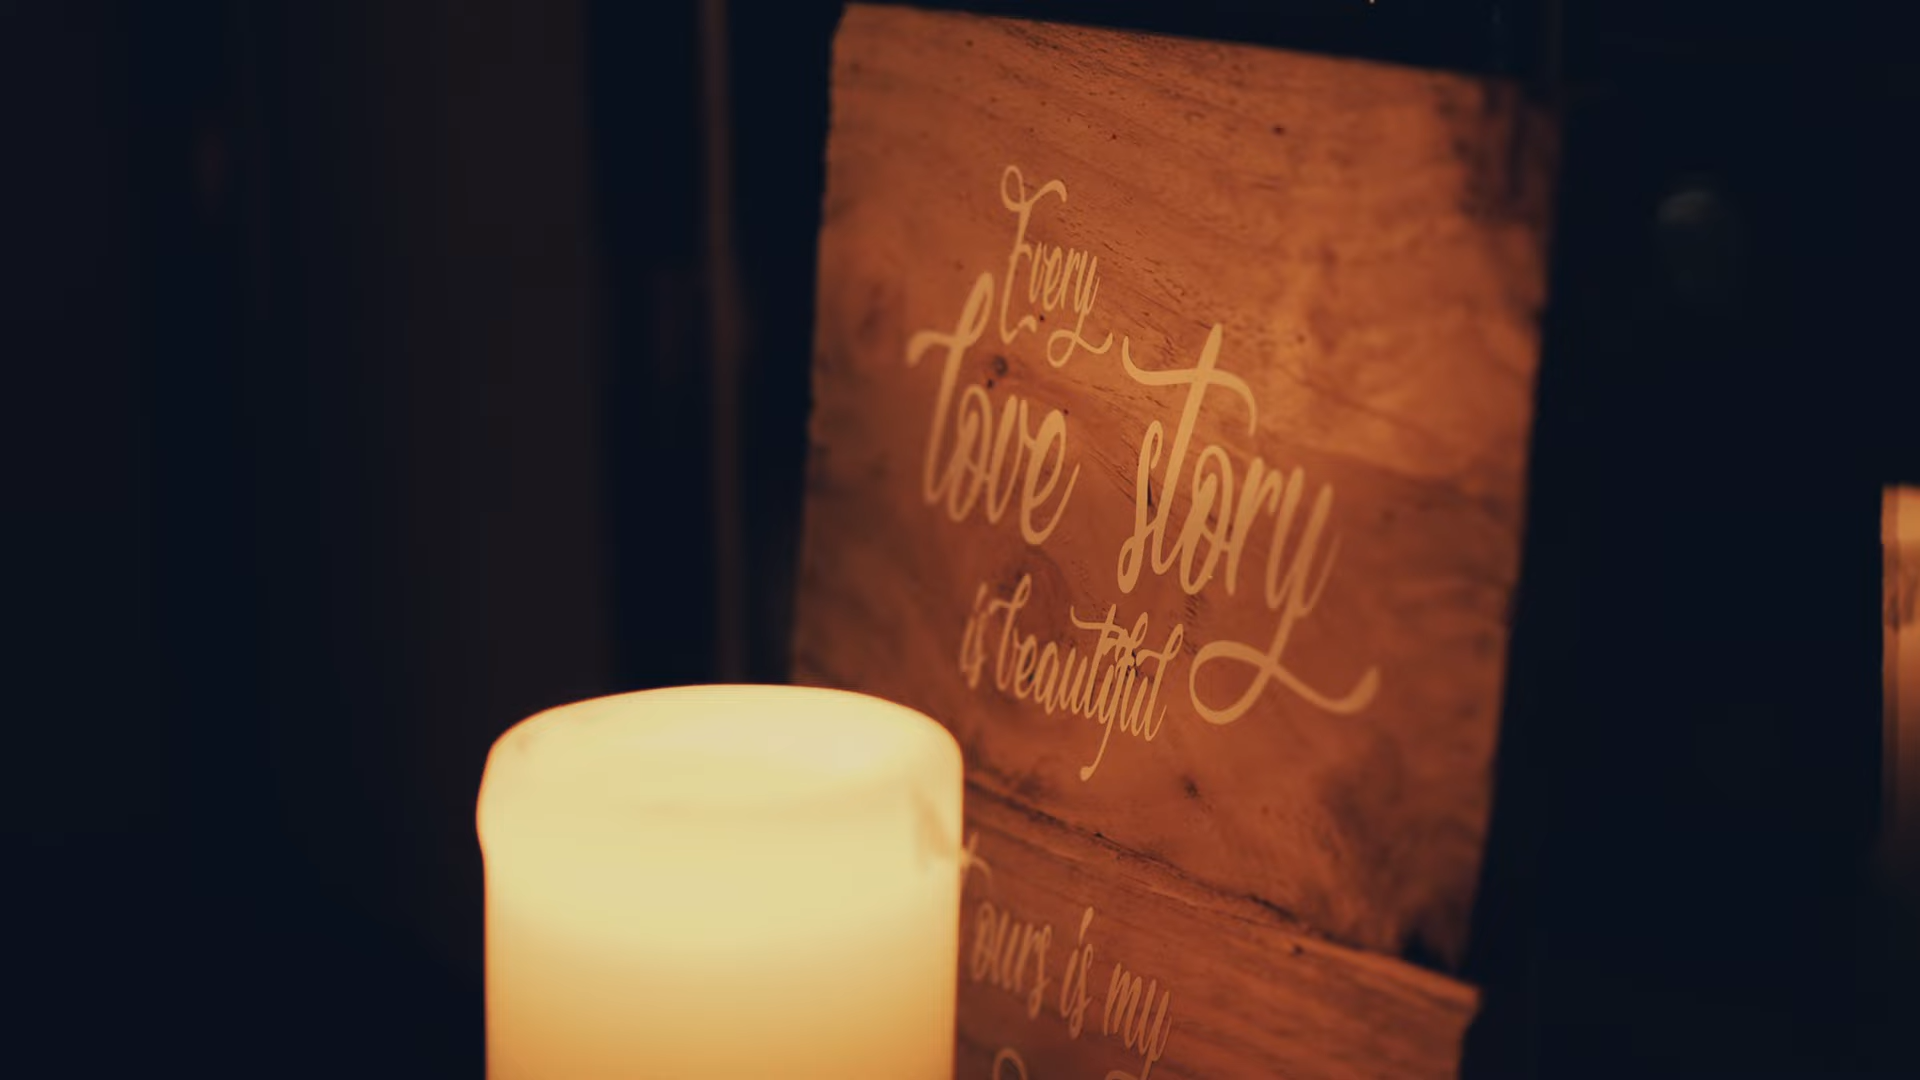 Every
love story
is beautiful
ours is my